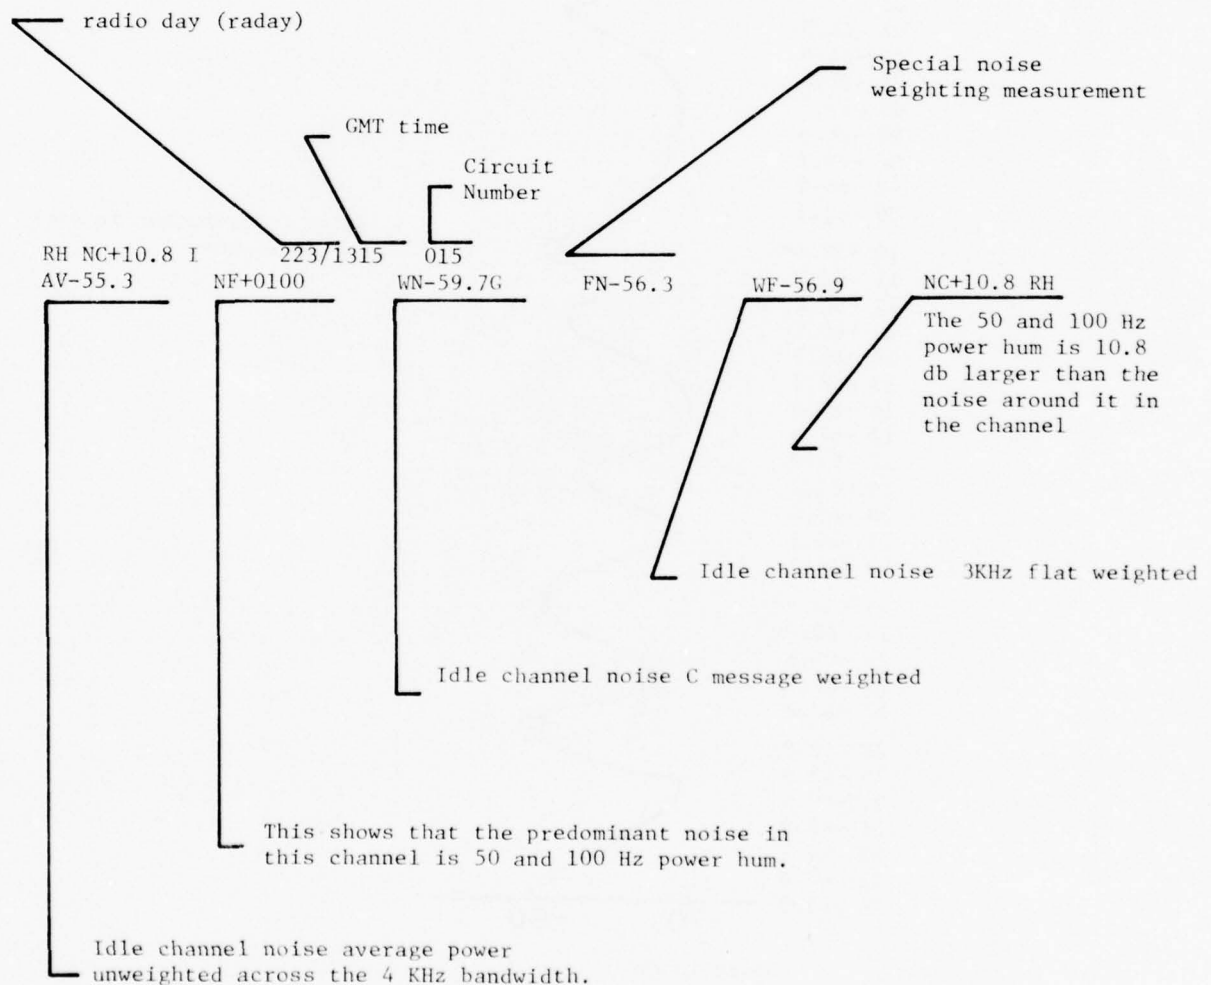 radio day (raday)
Special noise
weighting measurement
GMT time
Circuit
Number
RH NC+10.8 I 223/1315 015
AV-55.3 NF+0100 WN-59.7G FN-56.3 WF-56.9 NC+10.8 RH
The 50 and 100 Hz
power hum is 10.8
db larger than the
noise around it in
the channel
Idle channel noise 3KHz flat weighted
Idle channel noise C message weighted
This shows that the predominant noise in
this channel is 50 and 100 Hz power hum.
Idle channel noise average power
unweighted across the 4 KHz bandwidth.